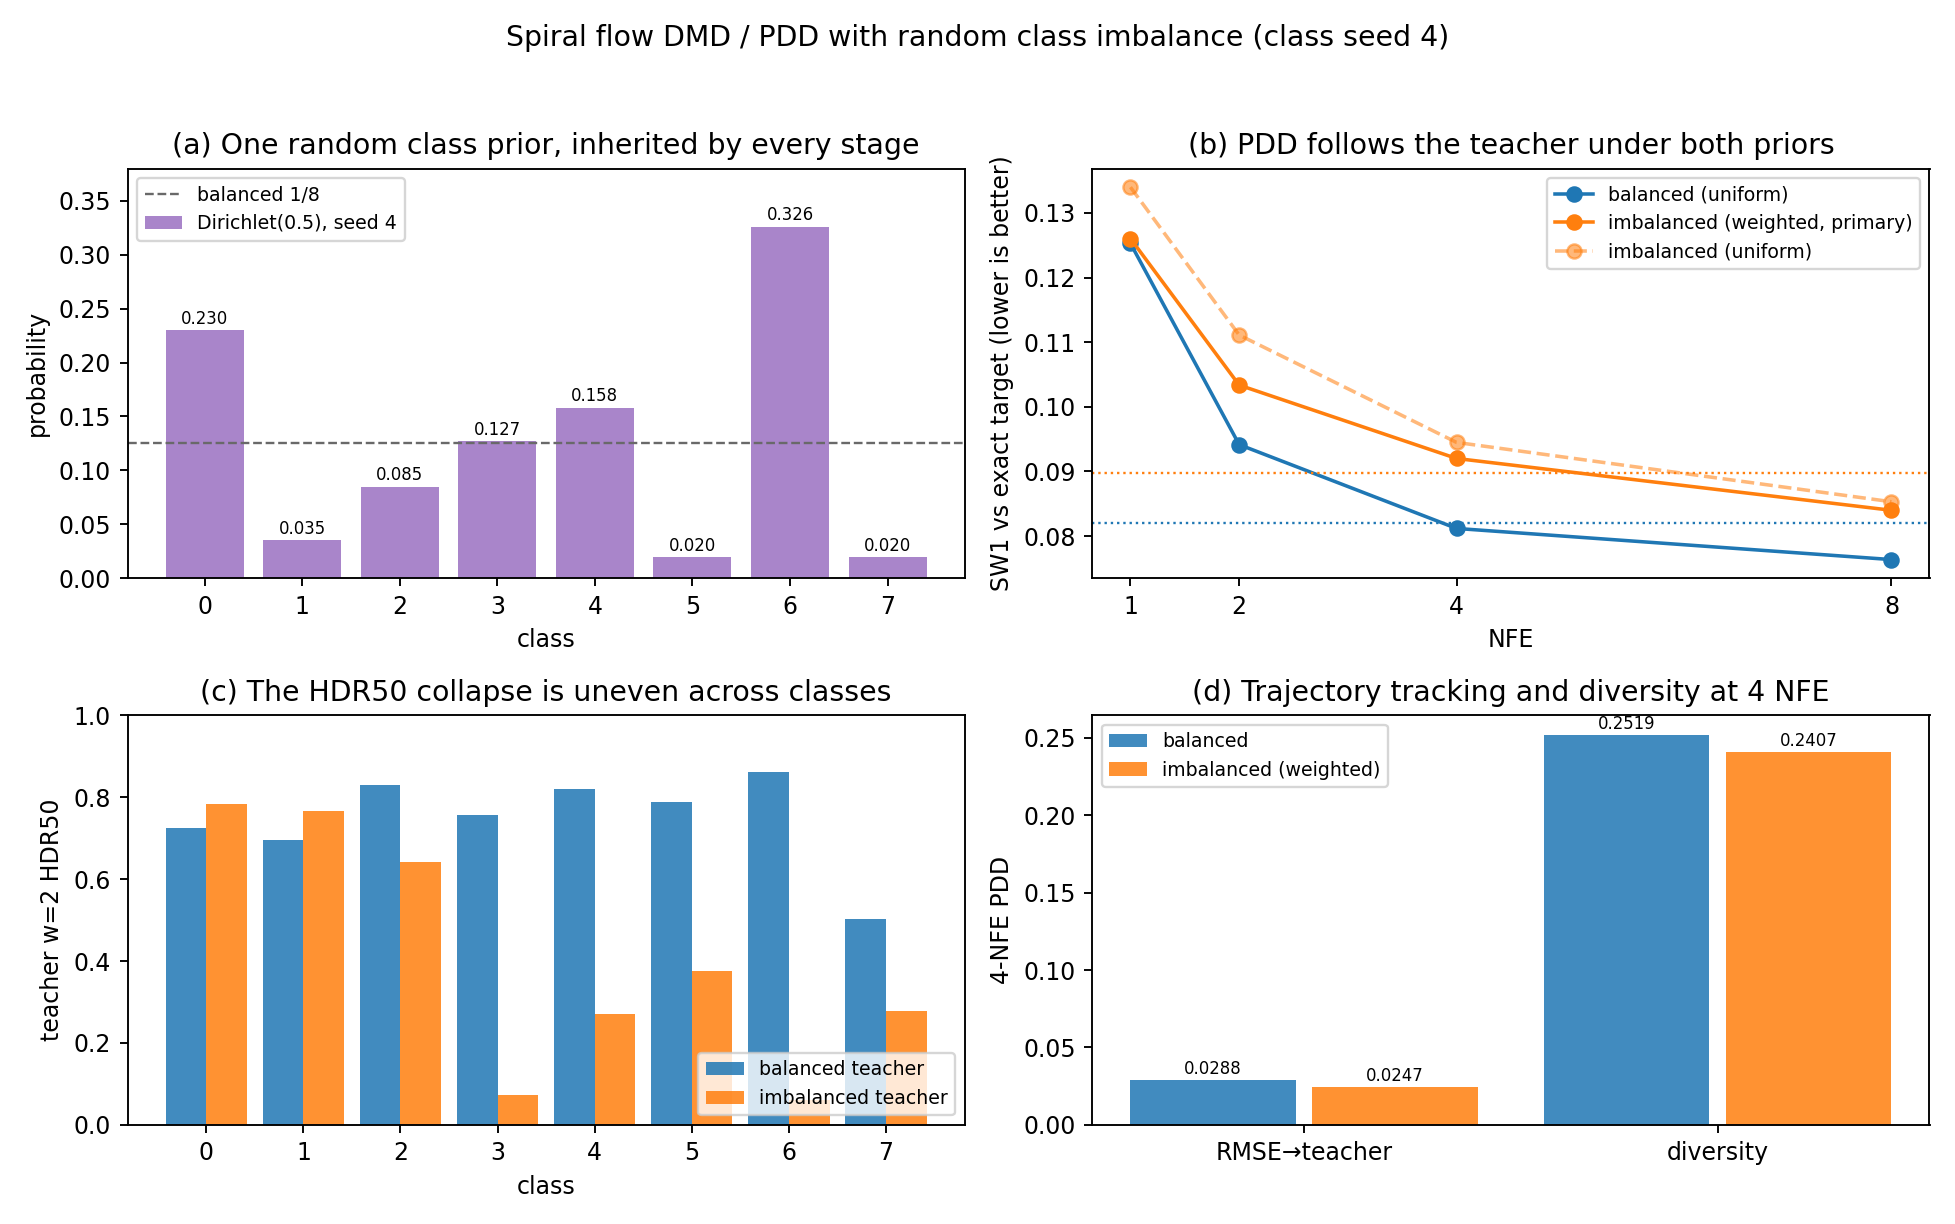 Spiral flow DMD / PDD with random class imbalance (class seed 4)
(a) One random class prior, inherited by every stage
probability
0.35
0.30
0.25
0.20
0.15
0.10
0.05
0.00
balanced 1/8
Dirichlet(0.5), seed 4
0.230
0.035
0.085
0.127
0.158
0.020
0.326
0.020
0 1 2 3 4 5 6 7
class
(b) PDD follows the teacher under both priors
SW1 vs exact target (lower is better)
0.13
0.12
0.11
0.10
0.09
0.08
balanced (uniform)
imbalanced (weighted, primary)
imbalanced (uniform)
1 2 4 8
NFE
(c) The HDR50 collapse is uneven across classes
teacher w=2 HDR50
1.0
0.8
0.6
0.4
0.2
0.0
balanced teacher
imbalanced teacher
0 1 2 3 4 5 6 7
class
(d) Trajectory tracking and diversity at 4 NFE
4-NFE PDD
0.25
0.20
0.15
0.10
0.05
0.00
balanced
imbalanced (weighted)
0.0288
0.0247
0.2519
0.2407
RMSE→teacher
diversity